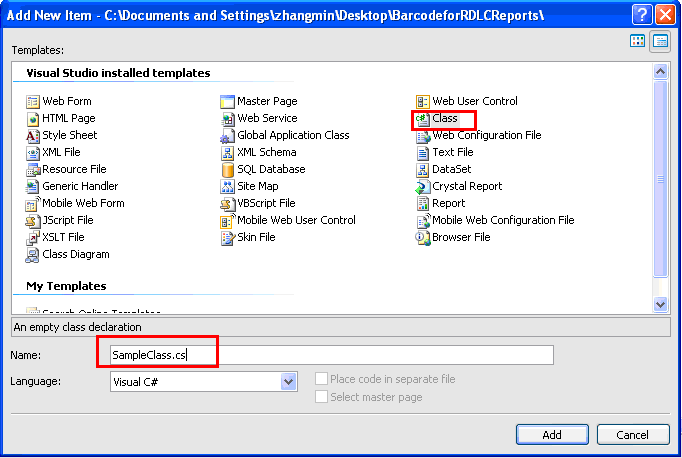 Add New Item - C:\Documents and Settings\zhangmin\Desktop\BarcodeforRDLCReports\
Templates:
Visual Studio installed templates
Web Form Master Page Web User Control
HTML Page Web Service Class
Style Sheet Global Application Class Web Configuration File
XML File XML Schema Text File
Resource File SQL Database DataSet
Generic Handler Site Map Crystal Report
Mobile Web Form VBScript File Report
JScript File Mobile Web User Control Mobile Web Configuration File
XSLT File Skin File Browser File
Class Diagram
My Templates
Search Online Templates
An empty class declaration
Name: SampleClass.cs
Language: Visual C# Place code in separate file
Select master page
Add Cancel